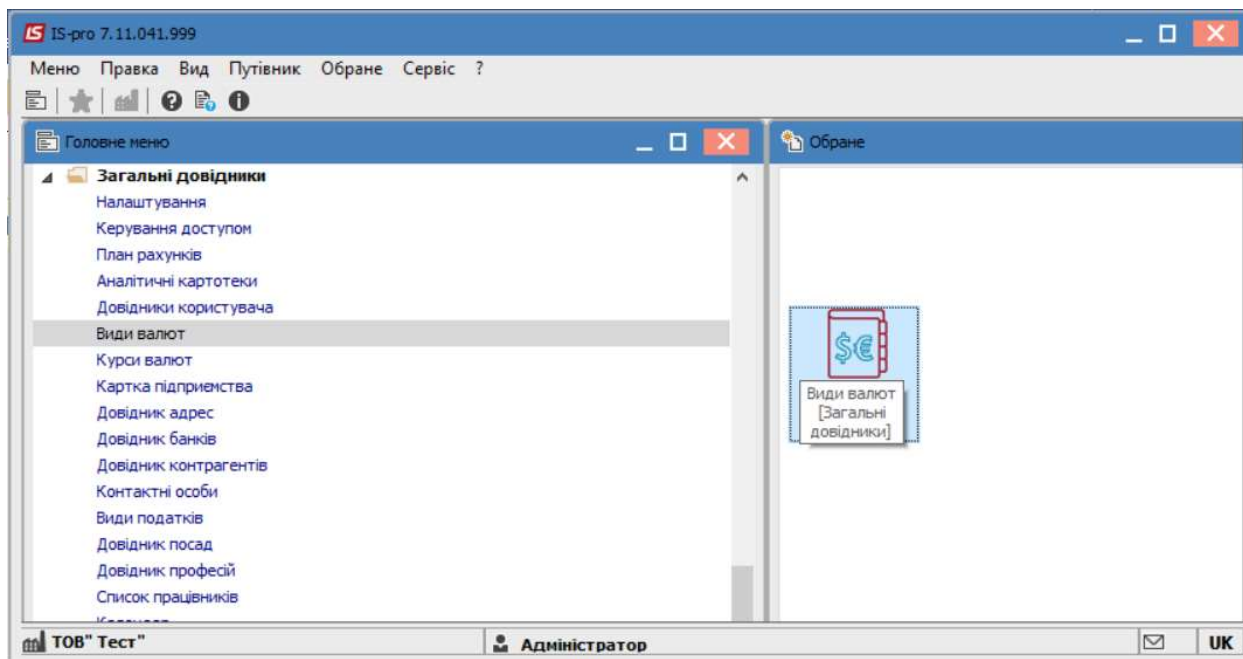 IS-pro 7.11.041.999
Меню Правка Вид Путівник Обране Сервіс ?
Головне меню
Загальні довідники
Налаштування
Керування доступом
План рахунків
Аналітичні картотеки
Довідники користувача
Види валют
Курси валют
Картка підприємства
Довідник адрес
Довідник банків
Довідник контрагентів
Контактні особи
Види податків
Довідник посад
Довідник професій
Список працівників
Обране
$€
Види валют
[Загальні
довідники]
ТОВ" Тест"
Адміністратор
UK